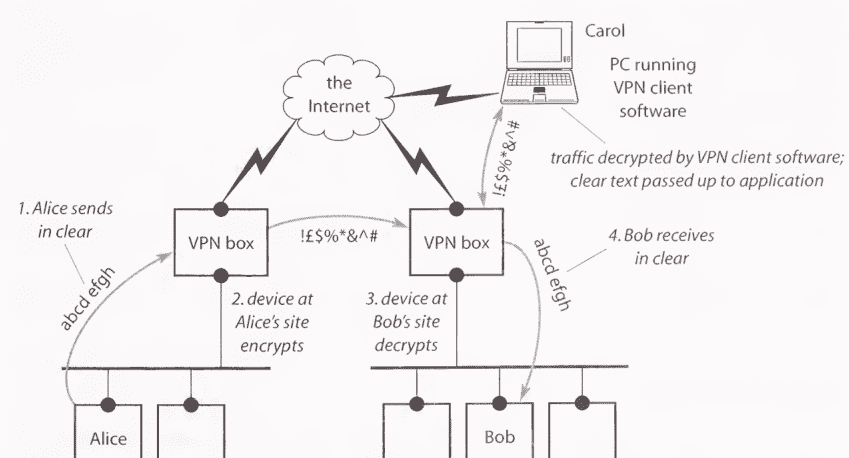 Carol
PC running
VPN client
software
the
Internet
traffic decrypted by VPN client software;
clear text passed up to application
!£$%*&^#
1. Alice sends
in clear
VPN box
!£$%*&^#
VPN box
4. Bob receives
in clear
abcd efgh
abcd efgh
2. device at
Alice's site
encrypts
3. device at
Bob's site
decrypts
Alice
Bob